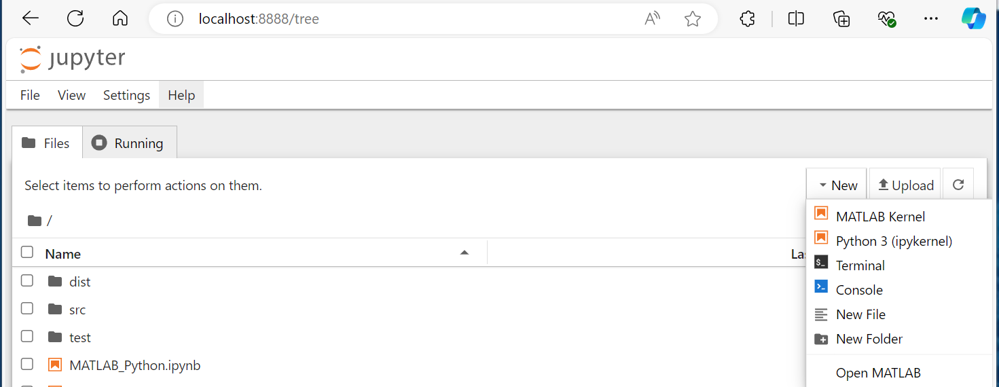 localhost:8888/tree
jupyter
File View Settings Help
Files Running
Select items to perform actions on them.
New Upload
/
MATLAB Kernel
Python 3 (ipykernel)
Terminal
Console
New File
New Folder
Open MATLAB
Name La
dist
src
test
MATLAB_Python.ipynb